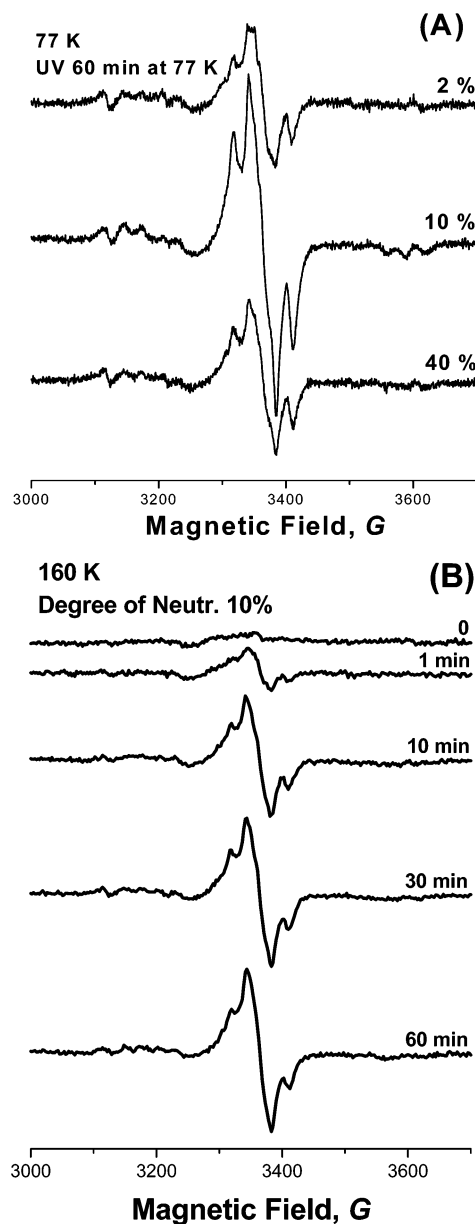 (A)
77 K
UV 60 min at 77 K
2 %
10 %
40 %
3000 3200 3400 3600
Magnetic Field, G
(B)
160 K
Degree of Neutr. 10%
0
1 min
10 min
30 min
60 min
3000 3200 3400 3600
Magnetic Field, G